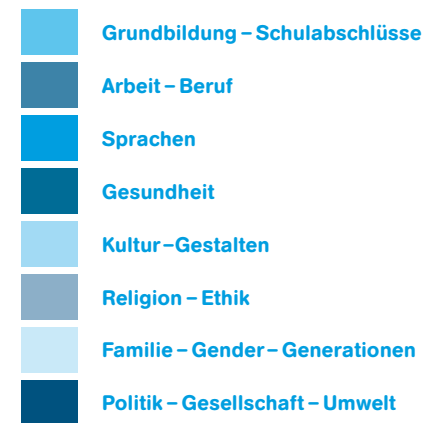 Grundbildung – Schulabschlüsse
Arbeit – Beruf
Sprachen
Gesundheit
Kultur – Gestalten
Religion – Ethik
Familie – Gender – Generationen
Politik – Gesellschaft – Umwelt